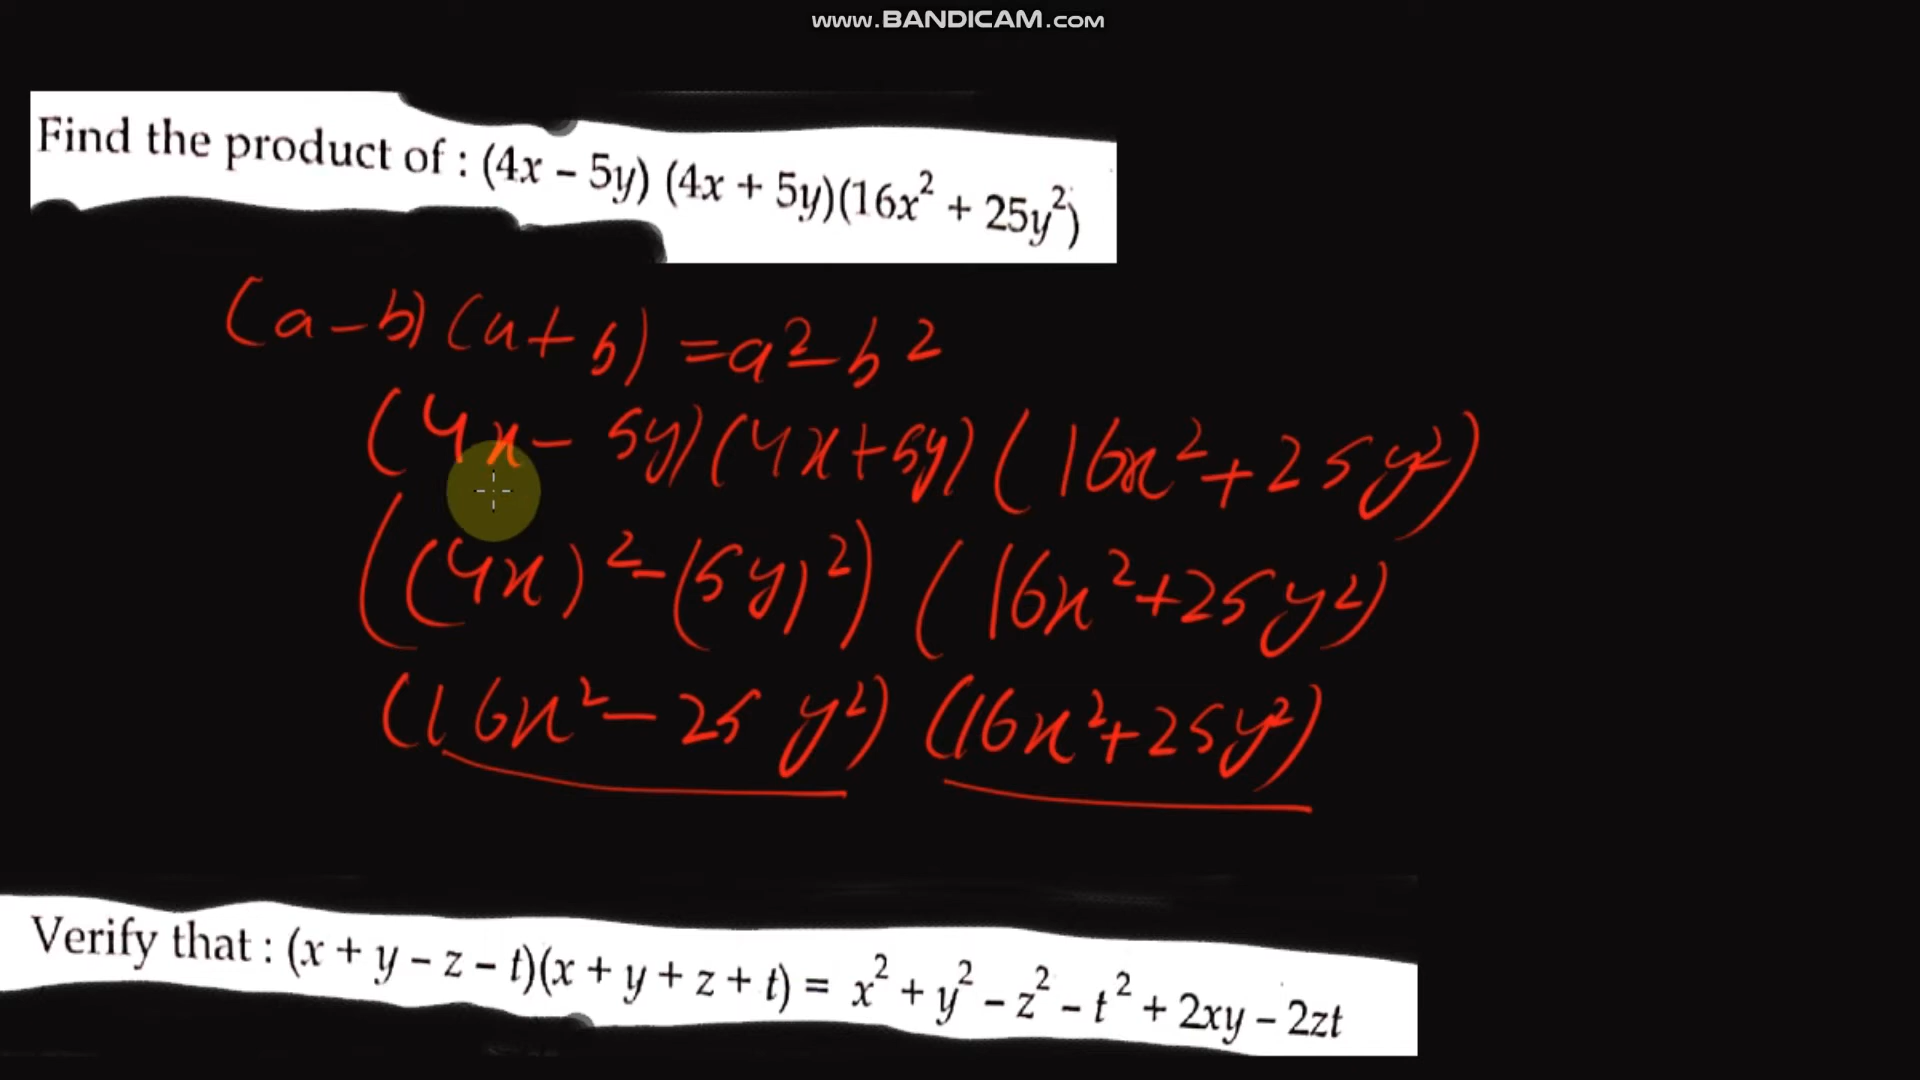 www.BANDICAM.com
Find the product of : (4x – 5y) (4x + 5y)(16x² + 25y²)
(a-b)(a+b) = a²-b²
(4x - 5y)(4x+5y)(16x²+25y²)
((4x)²-(5y)²) (16x²+25y²)
(16x²-25y²) (16x²+25y²)
Verify that : (x + y – z – t)(x + y + z + t) = x² + y² – z² – t² + 2xy – 2zt